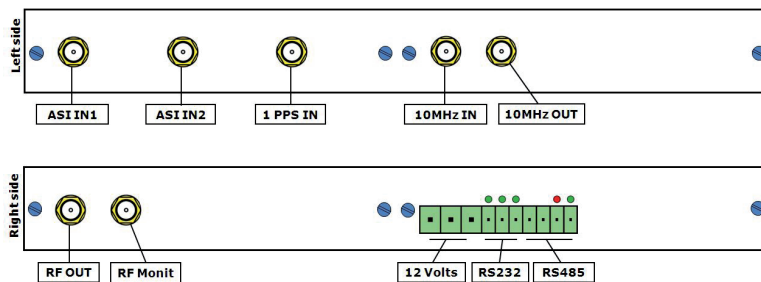 Left side
ASI IN1
ASI IN2
1 PPS IN
10MHz IN
10MHz OUT
Right side
RF OUT
RF Monit
12 Volts
RS232
RS485